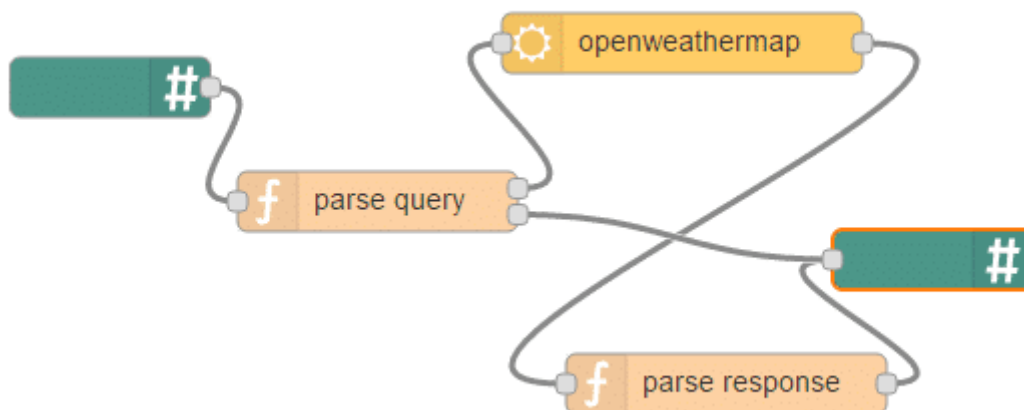 openweathermap
#
parse query
#
parse response